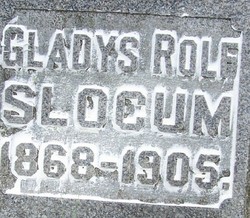 GLADYS ROLF
SLOCUM
1868-1905.